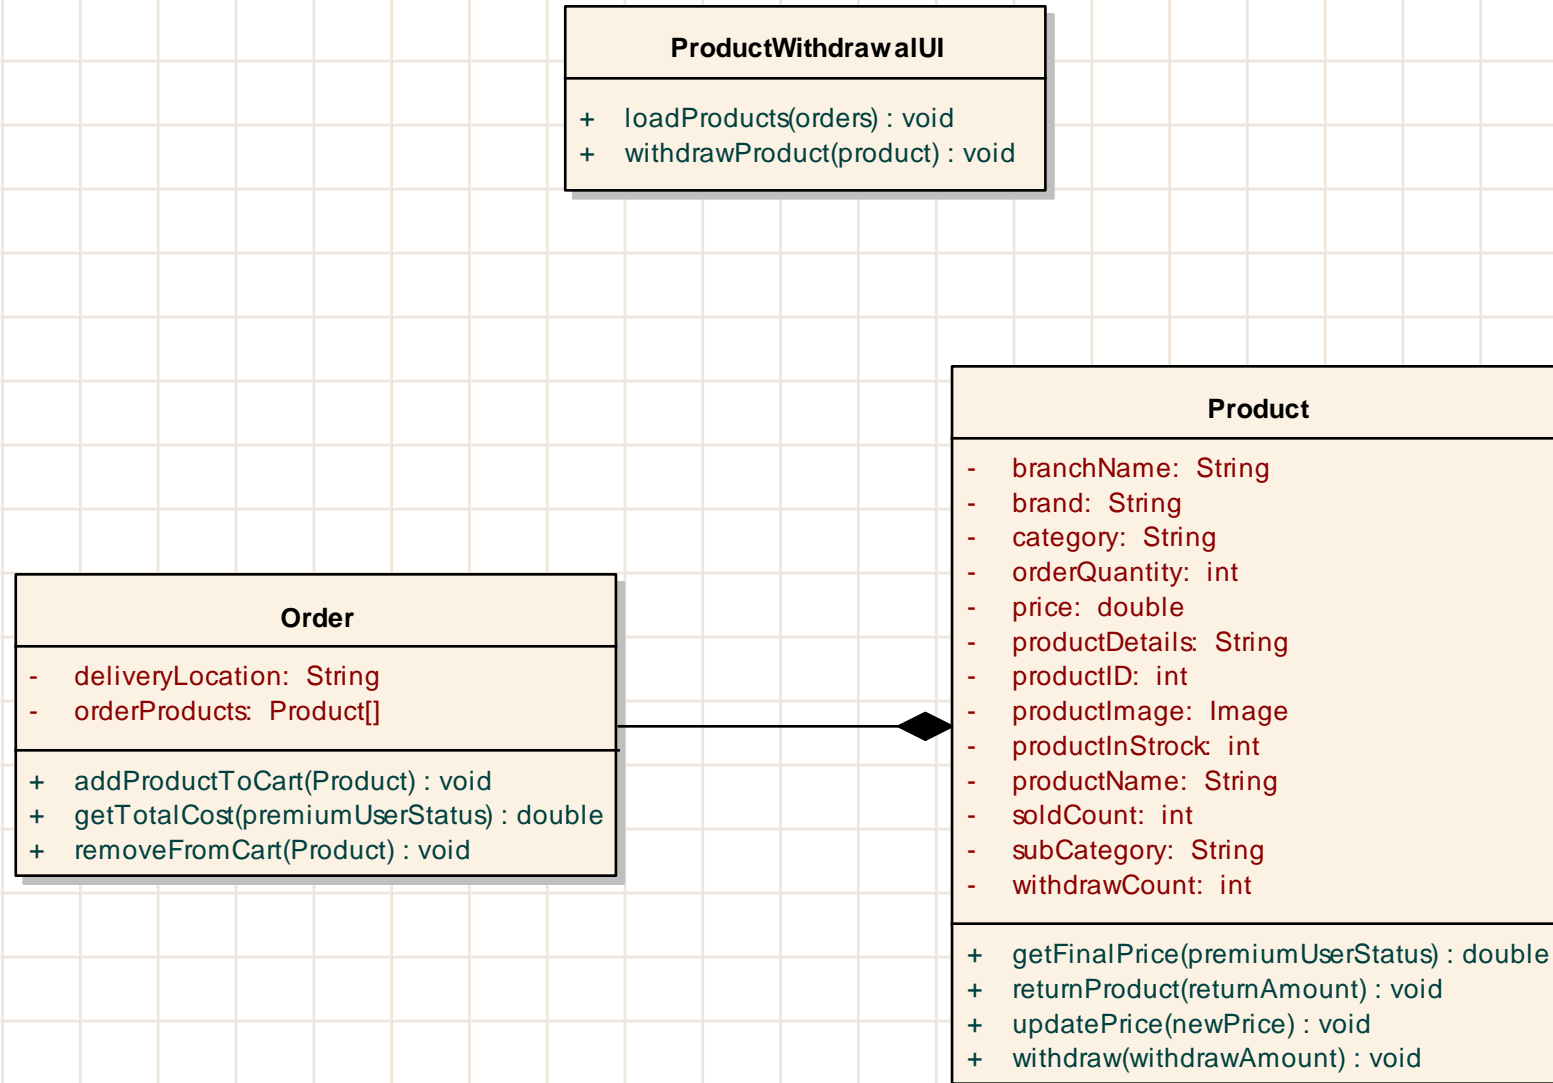 ProductWithdrawalUI
+ loadProducts(orders) : void
+ withdrawProduct(product) : void
Product
- branchName: String
- brand: String
- category: String
- orderQuantity: int
- price: double
- productDetails: String
- productID: int
- productImage: Image
- productInStrock: int
- productName: String
- soldCount: int
- subCategory: String
- withdrawCount: int
+ getFinalPrice(premiumUserStatus) : double
+ returnProduct(returnAmount) : void
+ updatePrice(newPrice) : void
+ withdraw(withdrawAmount) : void
Order
- deliveryLocation: String
- orderProducts: Product[]
+ addProductToCart(Product) : void
+ getTotalCost(premiumUserStatus) : double
+ removeFromCart(Product) : void